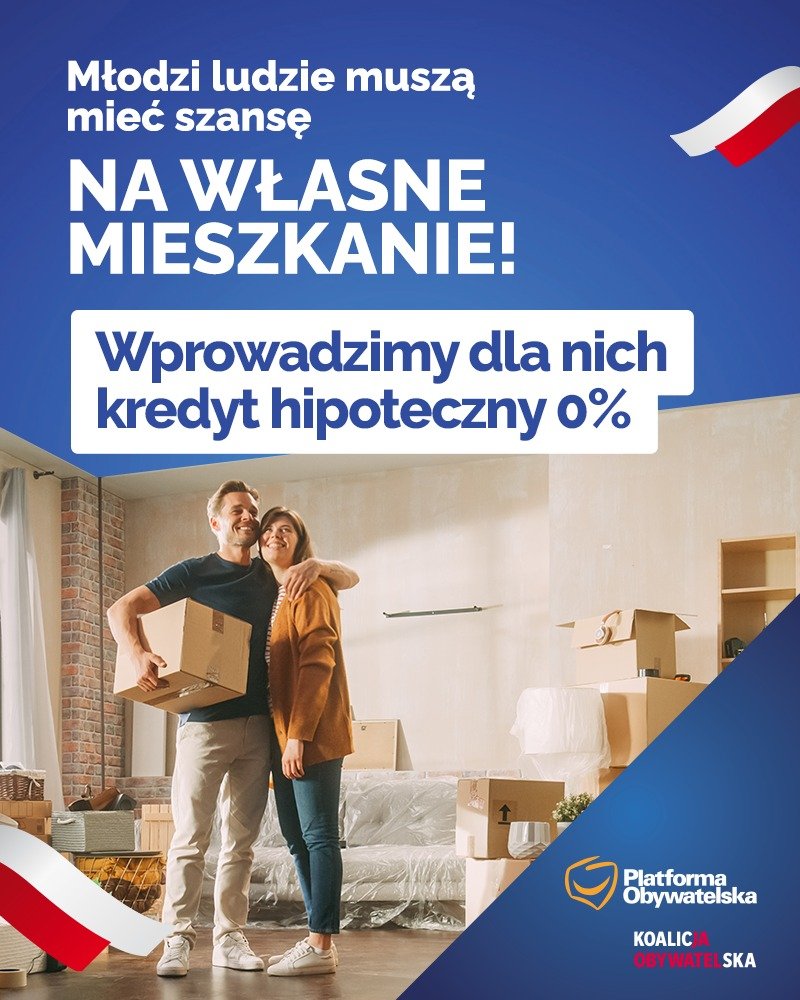 Młodzi ludzie muszą
mieć szansę
NA WŁASNE
MIESZKANIE!
Wprowadzimy dla nich
kredyt hipoteczny 0%
Platforma
Obywatelska
KOALICJA
OBYWATELSKA